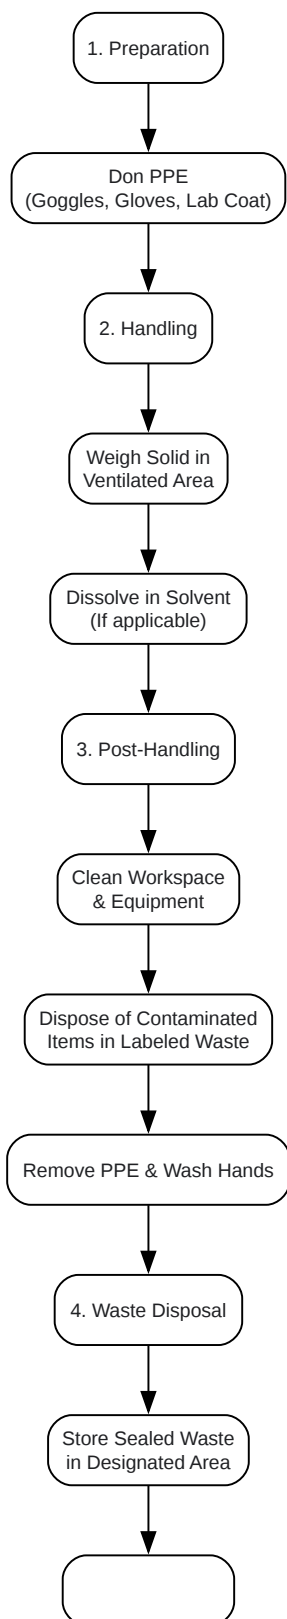 1. Preparation
Don PPE
(Goggles, Gloves, Lab Coat)
2. Handling
Weigh Solid in
Ventilated Area
Dissolve in Solvent
(If applicable)
3. Post-Handling
Clean Workspace
& Equipment
Dispose of Contaminated
Items in Labeled Waste
Remove PPE & Wash Hands
4. Waste Disposal
Store Sealed Waste
in Designated Area